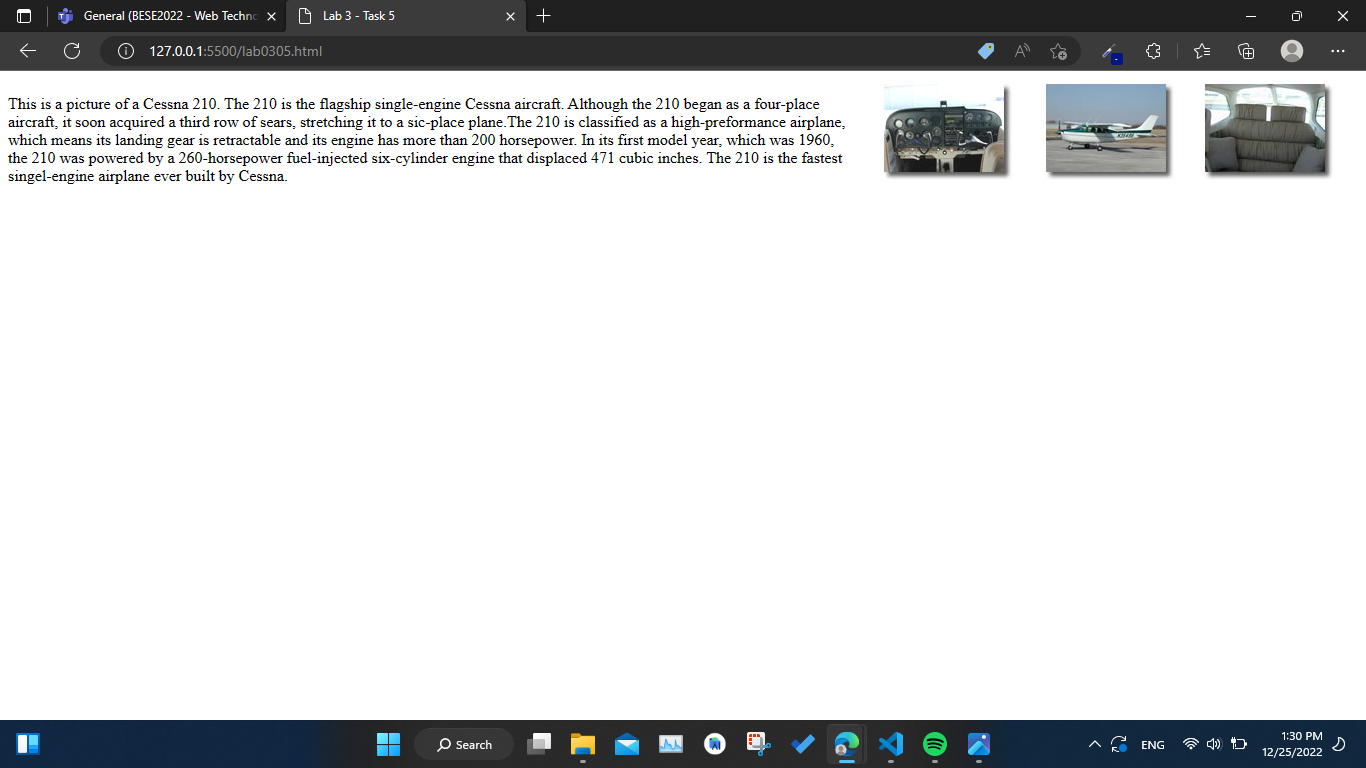 General (BESE2022 - Web Techno
Lab 3 - Task 5
127.0.0.1:5500/lab0305.html
This is a picture of a Cessna 210. The 210 is the flagship single-engine Cessna aircraft. Although the 210 began as a four-place
aircraft, it soon acquired a third row of sears, stretching it to a sic-place plane.The 210 is classified as a high-preformance airplane,
which means its landing gear is retractable and its engine has more than 200 horsepower. In its first model year, which was 1960,
the 210 was powered by a 260-horsepower fuel-injected six-cylinder engine that displaced 471 cubic inches. The 210 is the fastest
singel-engine airplane ever built by Cessna.
Search
ENG
1:30 PM
12/25/2022